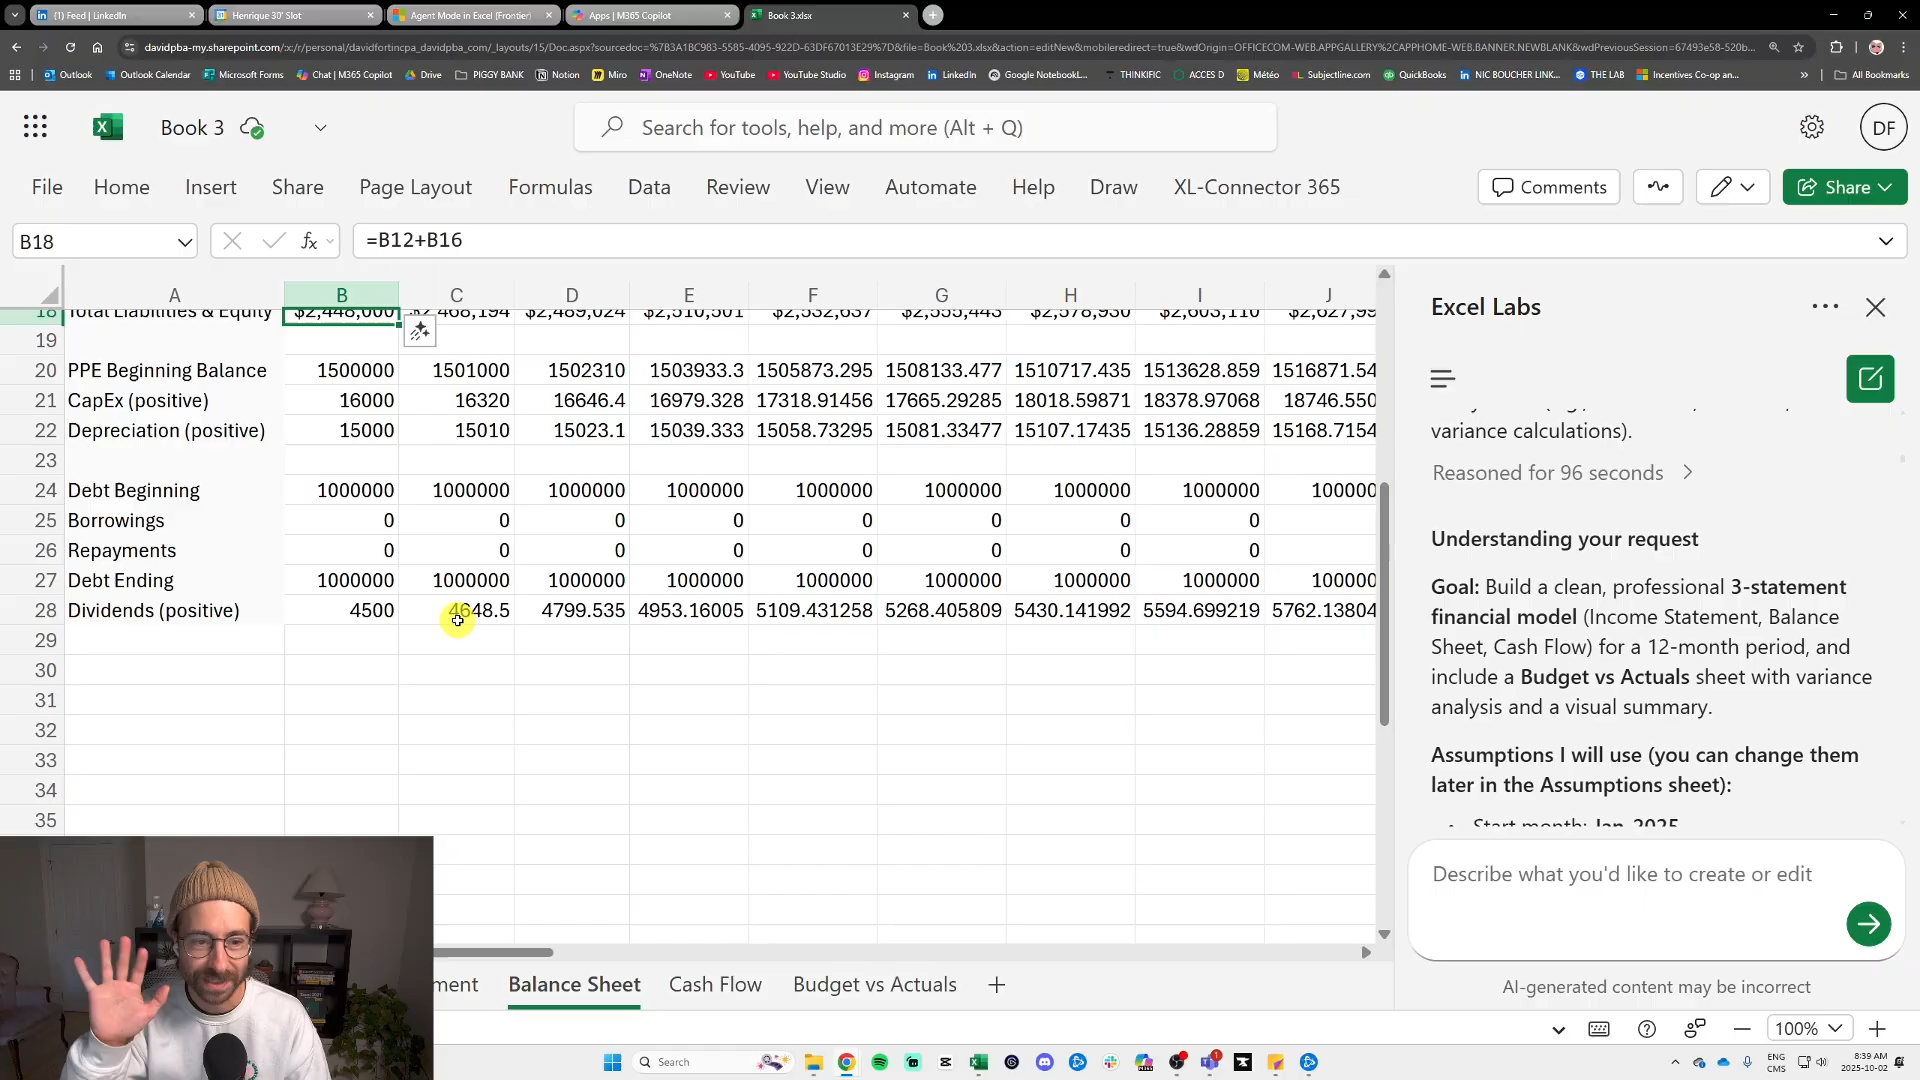 (1) Feed | LinkedIn
Henrique 30' Slot
Agent Mode in Excel (Frontier)
Apps | M365 Copilot
Book 3.xlsx
davidpba-my.sharepoint.com/:x:/r/personal/davidfortincpa_davidpba_com/_layouts/15/Doc.aspx?sourcedoc=%7B3A1BC983-5585-4095-922D-63DF67013E29%7D&file=Book%203.xlsx&action=editNew&mobileredirect=true&wdOrigin=OFFICECOM-WEB.APPGALLERY%2CAPPHOME-WEB.BANNER.NEWBLANK&wdPreviousSession=67493e58-520b...
Outlook
Outlook Calendar
Microsoft Forms
Chat | M365 Copilot
Drive
PIGGY BANK
Notion
Miro
OneNote
YouTube
YouTube Studio
Instagram
LinkedIn
Google NotebookL...
THINKIFIC
ACCES D
Météo
Subjectline.com
QuickBooks
NIC BOUCHER LINK...
THE LAB
Incentives Co-op an...
All Bookmarks
Book 3
Search for tools, help, and more (Alt + Q)
DF
File Home Insert Share Page Layout Formulas Data Review View Automate Help Draw XL-Connector 365
Comments
Share
B18
fx
=B12+B16
A B C D E F G H I J
18 Total Liabilities & Equity $2,448,000 $2,468,194 $2,489,024 $2,510,501 $2,532,637 $2,555,443 $2,578,930 $2,603,110 $2,627,99
19
20 PPE Beginning Balance 1500000 1501000 1502310 1503933.3 1505873.295 1508133.477 1510717.435 1513628.859 1516871.54
21 CapEx (positive) 16000 16320 16646.4 16979.328 17318.91456 17665.29285 18018.59871 18378.97068 18746.550
22 Depreciation (positive) 15000 15010 15023.1 15039.333 15058.73295 15081.33477 15107.17435 15136.28859 15168.7154
23
24 Debt Beginning 1000000 1000000 1000000 1000000 1000000 1000000 1000000 1000000 100000
25 Borrowings 0 0 0 0 0 0 0 0
26 Repayments 0 0 0 0 0 0 0 0
27 Debt Ending 1000000 1000000 1000000 1000000 1000000 1000000 1000000 1000000 100000
28 Dividends (positive) 4500 4648.5 4799.535 4953.16005 5109.431258 5268.405809 5430.141992 5594.699219 5762.13804
29
30
31
32
33
34
35
ment
Balance Sheet
Cash Flow
Budget vs Actuals
Excel Labs
variance calculations).
Reasoned for 96 seconds
Understanding your request
Goal: Build a clean, professional 3-statement
financial model (Income Statement, Balance
Sheet, Cash Flow) for a 12-month period, and
include a Budget vs Actuals sheet with variance
analysis and a visual summary.
Assumptions I will use (you can change them
later in the Assumptions sheet):
• Start month: Jan-2025
Describe what you'd like to create or edit
AI-generated content may be incorrect
100%
Search
1
ENG
CMS
8:39 AM
2025-10-02